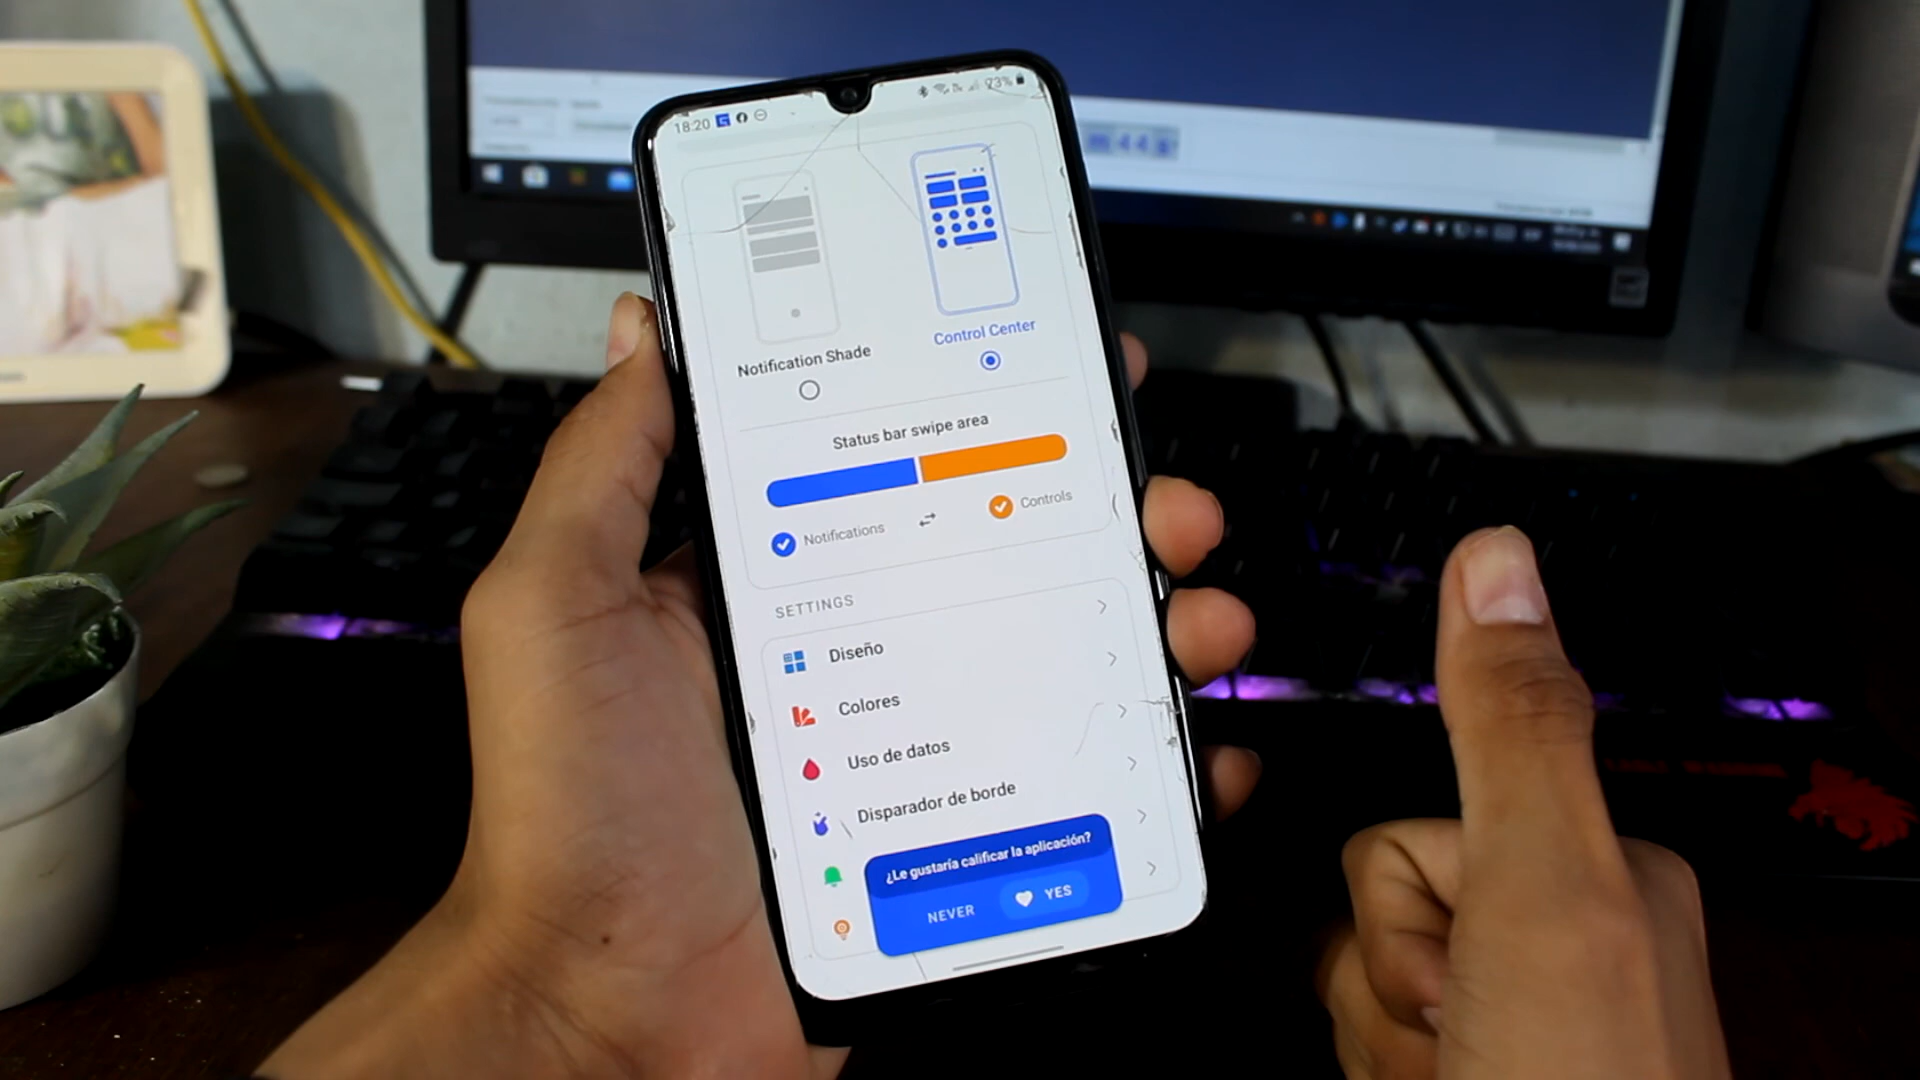 18:20
93%
Notification Shade
Control Center
Status bar swipe area
Notifications
Controls
SETTINGS
Diseño
Colores
Uso de datos
Disparador de borde
¿Le gustaría calificar la aplicación?
NEVER
YES